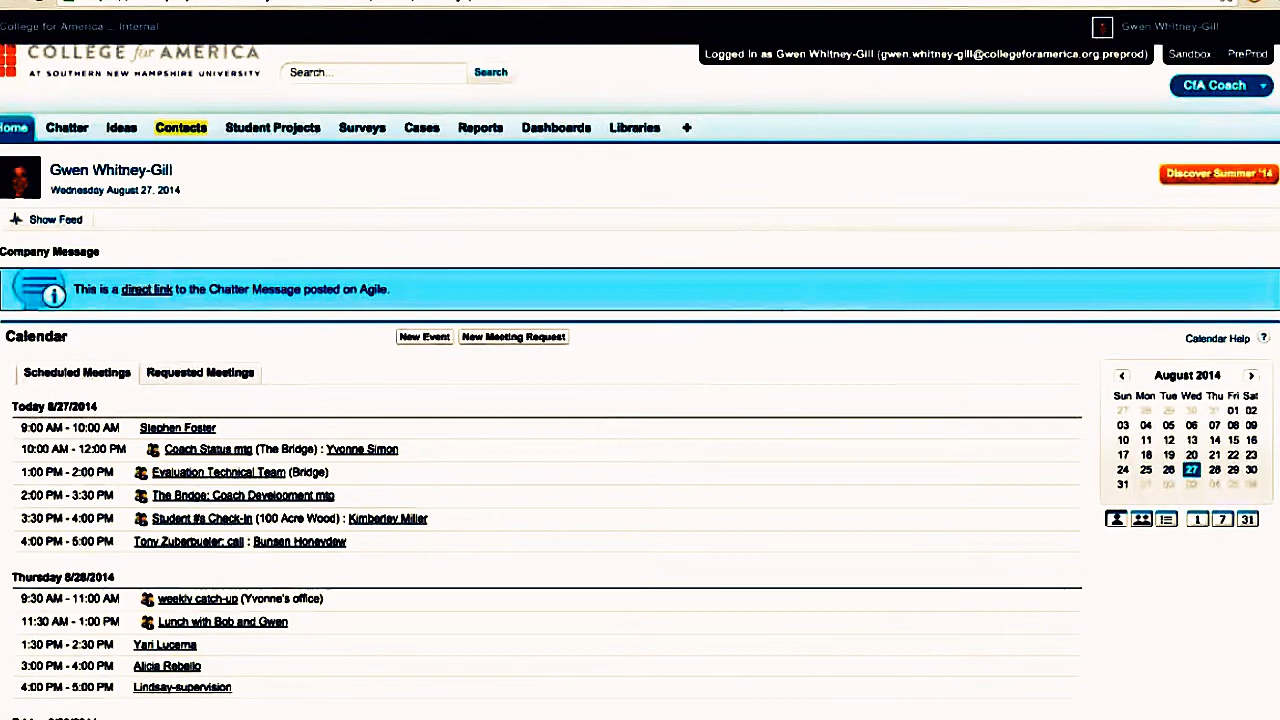 College for America ... Internal
Gwen Whitney-Gill
COLLEGE for AMERICA
AT SOUTHERN NEW HAMPSHIRE UNIVERSITY
Search...
Search
Logged in as Gwen Whitney-Gill (gwen.whitney-gill@collegeforamerica.org.preprod)
Sandbox: PreProd
CfA Coach
Home Chatter Ideas Contacts Student Projects Surveys Cases Reports Dashboards Libraries +
Gwen Whitney-Gill
Wednesday August 27, 2014
Discover Summer '14
Show Feed
Company Message
This is a direct link to the Chatter Message posted on Agile.
Calendar
New Event New Meeting Request
Calendar Help ?
Scheduled Meetings Requested Meetings
Today 8/27/2014
9:00 AM - 10:00 AM Stephen Foster
10:00 AM - 12:00 PM Coach Status mtg (The Bridge) : Yvonne Simon
1:00 PM - 2:00 PM Evaluation Technical Team (Bridge)
2:00 PM - 3:30 PM The Bridge: Coach Development mtg
3:30 PM - 4:00 PM Student #s Check-In (100 Acre Wood) : Kimberley Miller
4:00 PM - 5:00 PM Tony Zuberbueler: call : Bunsen Honeydew
Thursday 8/28/2014
9:30 AM - 11:00 AM weekly catch-up (Yvonne's office)
11:30 AM - 1:00 PM Lunch with Bob and Gwen
1:30 PM - 2:30 PM Yari Lucerna
3:00 PM - 4:00 PM Alicia Rebello
4:00 PM - 5:00 PM Lindsay-supervision
August 2014
Sun Mon Tue Wed Thu Fri Sat
27 28 29 30 31 01 02
03 04 05 06 07 08 09
10 11 12 13 14 15 16
17 18 19 20 21 22 23
24 25 26 27 28 29 30
31 01 02 03 04 05 06
1 7 31